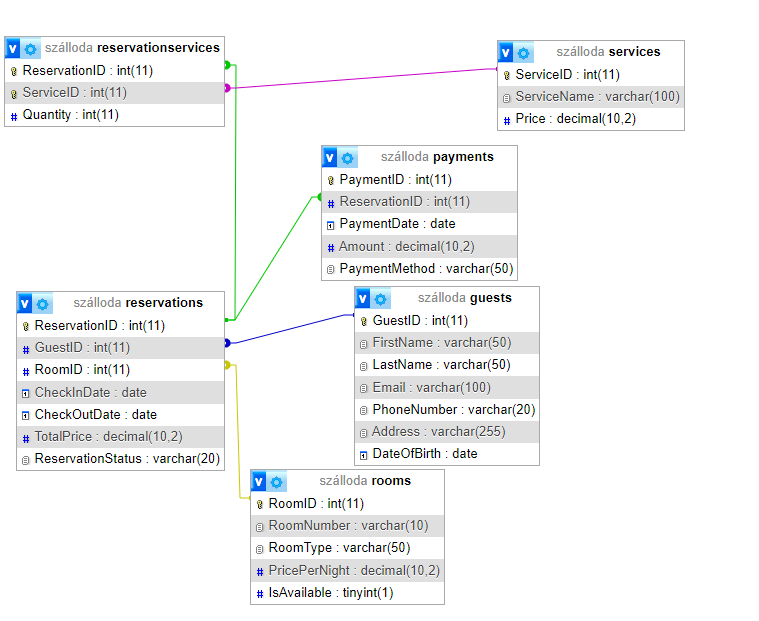 szálloda reservationservices
ReservationID : int(11)
ServiceID : int(11)
Quantity : int(11)
szálloda services
ServiceID : int(11)
ServiceName : varchar(100)
Price : decimal(10,2)
szálloda payments
PaymentID : int(11)
ReservationID : int(11)
PaymentDate : date
Amount : decimal(10,2)
PaymentMethod : varchar(50)
szálloda reservations
ReservationID : int(11)
GuestID : int(11)
RoomID : int(11)
CheckInDate : date
CheckOutDate : date
TotalPrice : decimal(10,2)
ReservationStatus : varchar(20)
szálloda guests
GuestID : int(11)
FirstName : varchar(50)
LastName : varchar(50)
Email : varchar(100)
PhoneNumber : varchar(20)
Address : varchar(255)
DateOfBirth : date
szálloda rooms
RoomID : int(11)
RoomNumber : varchar(10)
RoomType : varchar(50)
PricePerNight : decimal(10,2)
IsAvailable : tinyint(1)